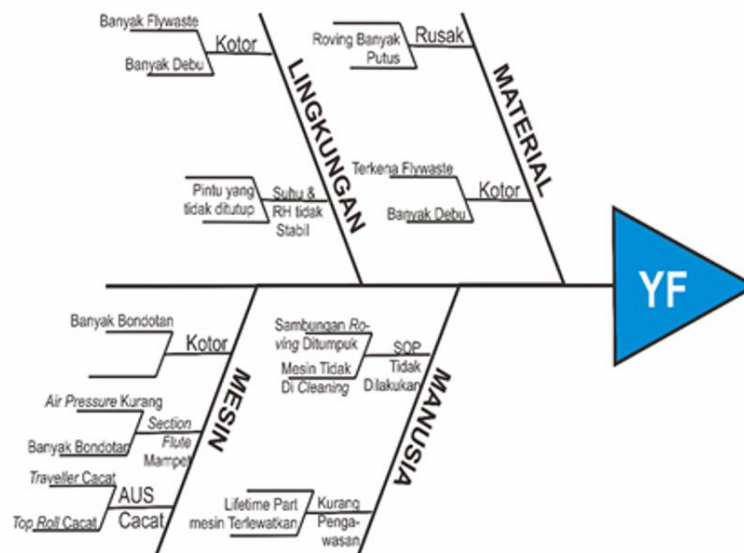 Banyak Flywaste
Banyak Debu
Kotor
Pintu yang
tidak ditutup
Suhu &
RH tidak
Stabil
LINGKUNGAN
Roving Banyak
Putus
Rusak
Terkena Flywaste
Banyak Debu
Kotor
MATERIAL
YF
Banyak Bondotan
Kotor
Air Pressure Kurang
Banyak Bondotan
Section
Flute
Mampet
Traveller Cacat
Top Roll Cacat
AUS
Cacat
MESIN
Sambungan Ro-
ving Ditumpuk
Mesin Tidak
Di Cleaning
SOP
Tidak
Dilakukan
Lifetime Part
mesin Terlewatkan
Kurang
Penga-
wasan
MANUSIA